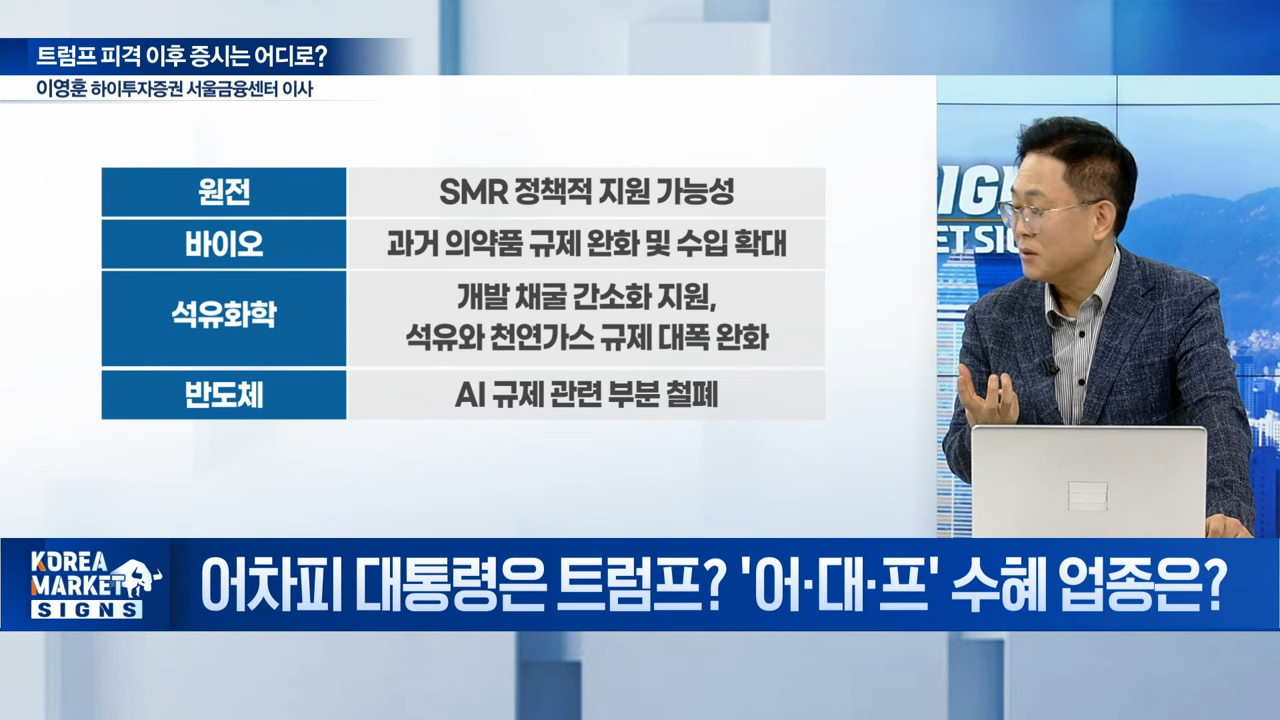 트럼프 피격 이후 증시는 어디로?
이영훈 하이투자증권 서울금융센터 이사
원전
SMR 정책적 지원 가능성
바이오
과거 의약품 규제 완화 및 수입 확대
석유화학
개발 채굴 간소화 지원,
석유와 천연가스 규제 대폭 완화
반도체
AI 규제 관련 부분 철폐
KOREA
MARKET
SIGNS
어차피 대통령은 트럼프? '어·대·프' 수혜 업종은?